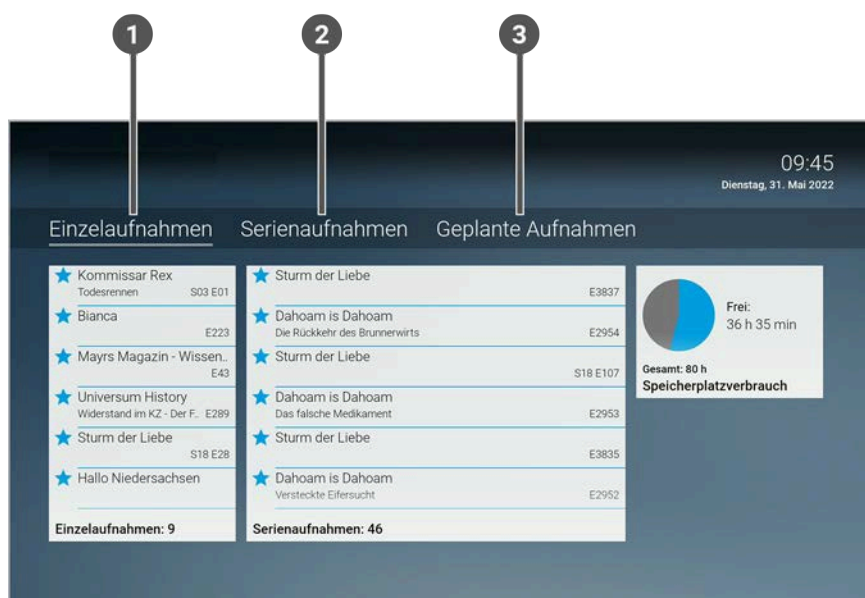 1 2 3
09:45
Dienstag, 31. Mai 2022
Einzelaufnahmen Serienaufnahmen Geplante Aufnahmen
Kommissar Rex
Todesrennen S03 E01
Bianca
E223
Mayrs Magazin - Wissen..
E43
Universum History
Widerstand im KZ - Der F.. E289
Sturm der Liebe
S18 E28
Hallo Niedersachsen
Einzelaufnahmen: 9
Sturm der Liebe
E3837
Dahoam is Dahoam
Die Rückkehr des Brunnerwirts E2954
Sturm der Liebe
S18 E107
Dahoam is Dahoam
Das falsche Medikament E2953
Sturm der Liebe
E3835
Dahoam is Dahoam
Versteckte Eifersucht E2952
Serienaufnahmen: 46
Frei:
36 h 35 min
Gesamt: 80 h
Speicherplatzverbrauch